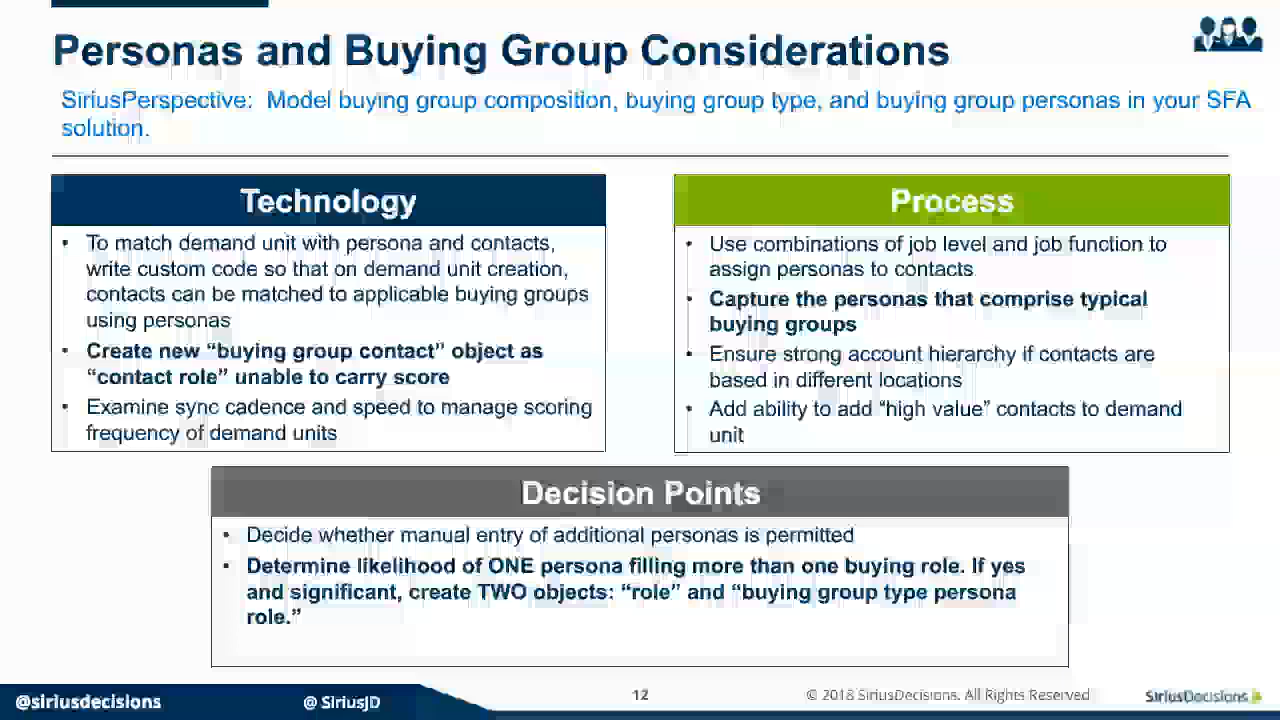 Personas and Buying Group Considerations
SiriusPerspective: Model buying group composition, buying group type, and buying group personas in your SFA
solution.
Technology
• To match demand unit with persona and contacts,
write custom code so that on demand unit creation,
contacts can be matched to applicable buying groups
using personas
• Create new “buying group contact” object as
“contact role” unable to carry score
• Examine sync cadence and speed to manage scoring
frequency of demand units
Process
• Use combinations of job level and job function to
assign personas to contacts
• Capture the personas that comprise typical
buying groups
• Ensure strong account hierarchy if contacts are
based in different locations
• Add ability to add “high value” contacts to demand
unit
Decision Points
• Decide whether manual entry of additional personas is permitted
• Determine likelihood of ONE persona filling more than one buying role. If yes
and significant, create TWO objects: “role” and “buying group type persona
role.”
@siriusdecisions
@ SiriusJD
12
© 2018 SiriusDecisions. All Rights Reserved
SiriusDecisions